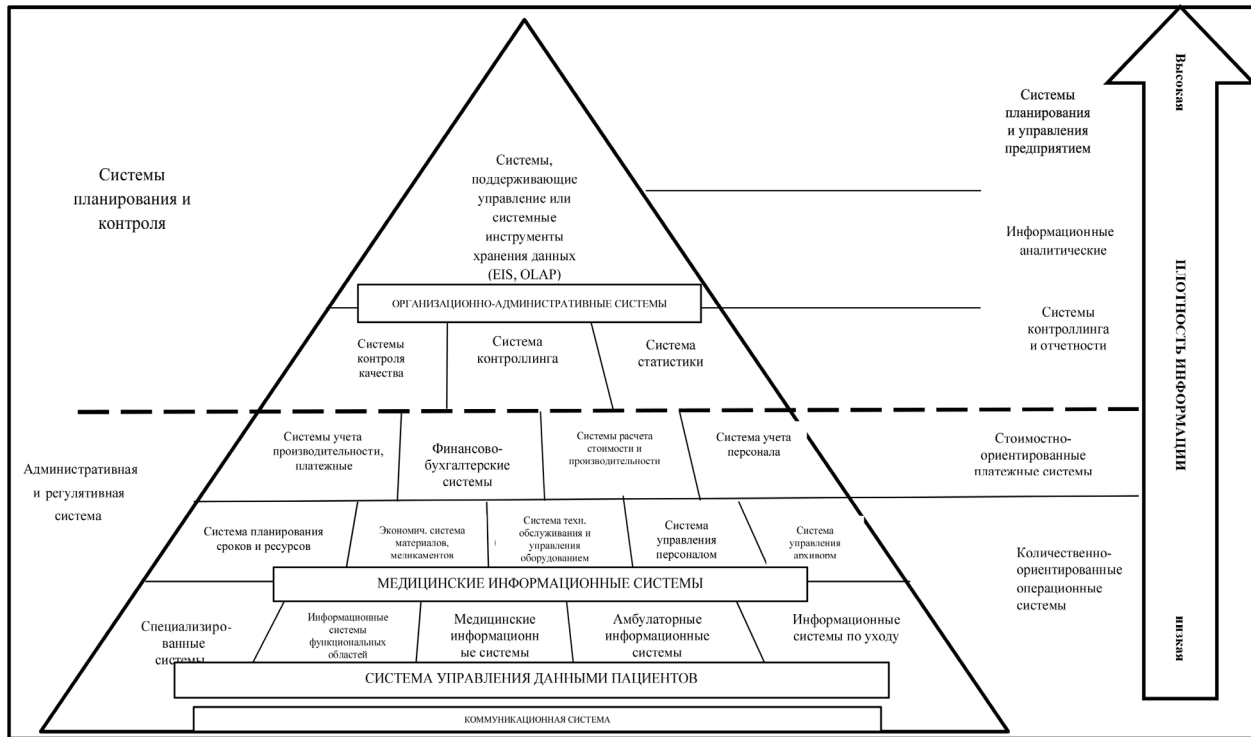 Системы
планирования и
контроля
Системы,
поддерживающие
управление или
системные
инструменты
хранения данных
(EIS, OLAP)
ОРГАНИЗАЦИОННО-АДМИНИСТРАТИВНЫЕ СИСТЕМЫ
Системы
контроля
качества
Система
контроллинга
Система
статистики
Системы
планирования
и управления
предприятием
Информационные
аналитические
Системы
контроллинга
и отчетности
Административная
и регулятивная
система
Системы учета
производительности,
платежные
Финансово-
бухгалтерские
системы
Системы расчета
стоимости и
производительности
Система учета
персонала
Стоимостно-
ориентированные
платежные системы
Система планирования
сроков и ресурсов
Экономич. система
материалов,
меликаментов
Система техн.
обслуживания и
управления
оборудованием
Система
управления
персоналом
Система
управления
архивом
Количественно-
ориентированные
операционные
системы
МЕДИЦИНСКИЕ ИНФОРМАЦИОННЫЕ СИСТЕМЫ
Специализиро-
ванные
системы
Информационные
системы
функциональных
областей
Медицинские
информационн
ые системы
Амбулаторные
информационные
системы
Информационные
системы по уходу
СИСТЕМА УПРАВЛЕНИЯ ДАННЫМИ ПАЦИЕНТОВ
КОММУНИКАЦИОННАЯ СИСТЕМА
Высокая
ПЛОТНОСТЬ ИНФОРМАЦИИ
низкая